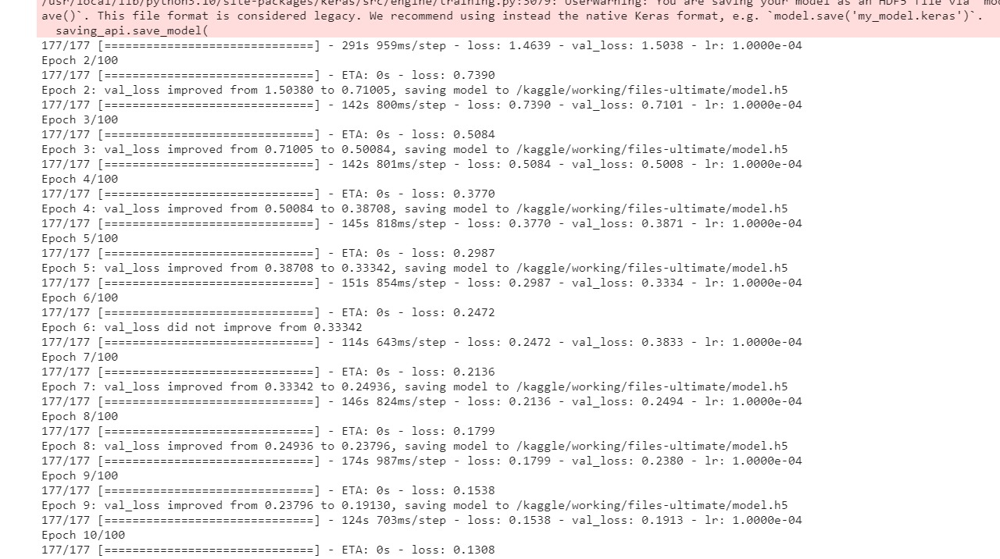 /usr/local/lib/python3.10/site-packages/keras/src/engine/training.py:3079: UserWarning: You are saving your model as an HDF5 file via `mod
ave()`. This file format is considered legacy. We recommend using instead the native Keras format, e.g. `model.save('my_model.keras')`.
saving_api.save_model(
177/177 [==============================] - 291s 959ms/step - loss: 1.4639 - val_loss: 1.5038 - lr: 1.0000e-04
Epoch 2/100
177/177 [==============================] - ETA: 0s - loss: 0.7390
Epoch 2: val_loss improved from 1.50380 to 0.71005, saving model to /kaggle/working/files-ultimate/model.h5
177/177 [==============================] - 142s 800ms/step - loss: 0.7390 - val_loss: 0.7101 - lr: 1.0000e-04
Epoch 3/100
177/177 [==============================] - ETA: 0s - loss: 0.5084
Epoch 3: val_loss improved from 0.71005 to 0.50084, saving model to /kaggle/working/files-ultimate/model.h5
177/177 [==============================] - 142s 801ms/step - loss: 0.5084 - val_loss: 0.5008 - lr: 1.0000e-04
Epoch 4/100
177/177 [==============================] - ETA: 0s - loss: 0.3770
Epoch 4: val_loss improved from 0.50084 to 0.38708, saving model to /kaggle/working/files-ultimate/model.h5
177/177 [==============================] - 145s 818ms/step - loss: 0.3770 - val_loss: 0.3871 - lr: 1.0000e-04
Epoch 5/100
177/177 [==============================] - ETA: 0s - loss: 0.2987
Epoch 5: val_loss improved from 0.38708 to 0.33342, saving model to /kaggle/working/files-ultimate/model.h5
177/177 [==============================] - 151s 854ms/step - loss: 0.2987 - val_loss: 0.3334 - lr: 1.0000e-04
Epoch 6/100
177/177 [==============================] - ETA: 0s - loss: 0.2472
Epoch 6: val_loss did not improve from 0.33342
177/177 [==============================] - 114s 643ms/step - loss: 0.2472 - val_loss: 0.3833 - lr: 1.0000e-04
Epoch 7/100
177/177 [==============================] - ETA: 0s - loss: 0.2136
Epoch 7: val_loss improved from 0.33342 to 0.24936, saving model to /kaggle/working/files-ultimate/model.h5
177/177 [==============================] - 146s 824ms/step - loss: 0.2136 - val_loss: 0.2494 - lr: 1.0000e-04
Epoch 8/100
177/177 [==============================] - ETA: 0s - loss: 0.1799
Epoch 8: val_loss improved from 0.24936 to 0.23796, saving model to /kaggle/working/files-ultimate/model.h5
177/177 [==============================] - 174s 987ms/step - loss: 0.1799 - val_loss: 0.2380 - lr: 1.0000e-04
Epoch 9/100
177/177 [==============================] - ETA: 0s - loss: 0.1538
Epoch 9: val_loss improved from 0.23796 to 0.19130, saving model to /kaggle/working/files-ultimate/model.h5
177/177 [==============================] - 124s 703ms/step - loss: 0.1538 - val_loss: 0.1913 - lr: 1.0000e-04
Epoch 10/100
177/177 [==============================] - ETA: 0s - loss: 0.1308